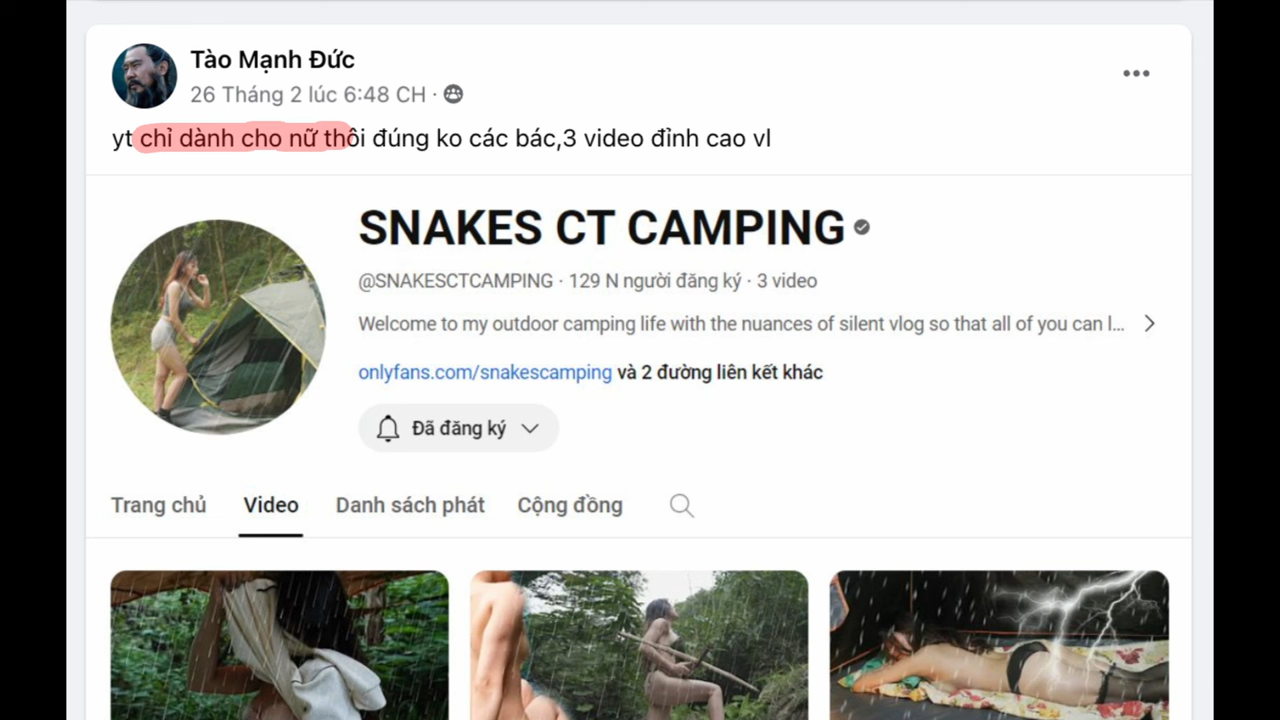 Tào Mạnh Đức
26 Tháng 2 lúc 6:48 CH ·
yt chỉ dành cho nữ thôi đúng ko các bác,3 video đỉnh cao vl
SNAKES CT CAMPING
@SNAKESCTCAMPING · 129 N người đăng ký · 3 video
Welcome to my outdoor camping life with the nuances of silent vlog so that all of you can l...
onlyfans.com/snakescamping và 2 đường liên kết khác
Đã đăng ký
Trang chủ Video Danh sách phát Cộng đồng